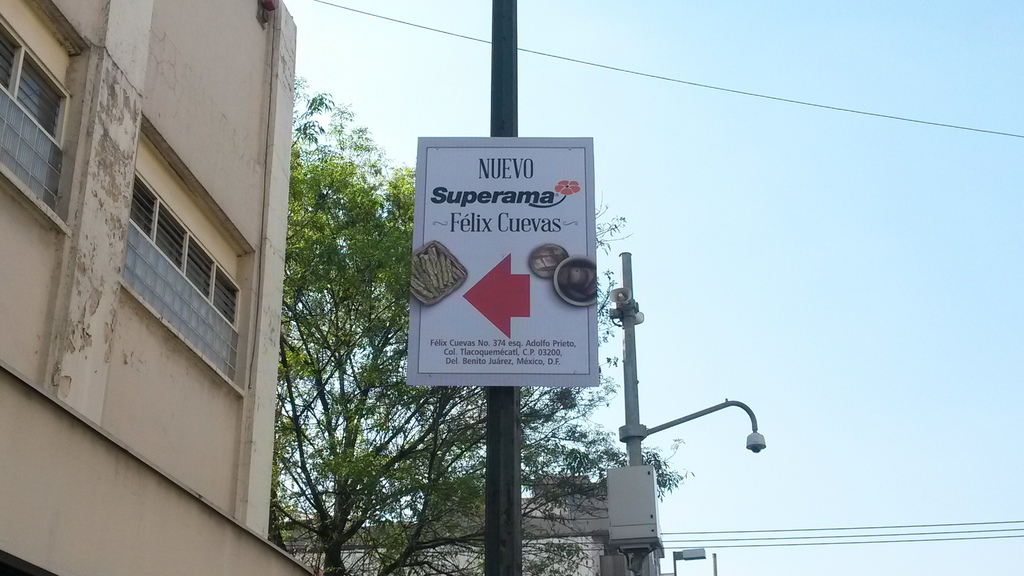 NUEVO
Superama
Félix Cuevas
Félix Cuevas No. 374 esq. Adolfo Prieto,
Col. Tlacoquemécatl, C.P. 03200,
Del. Benito Juárez, México, D.F.